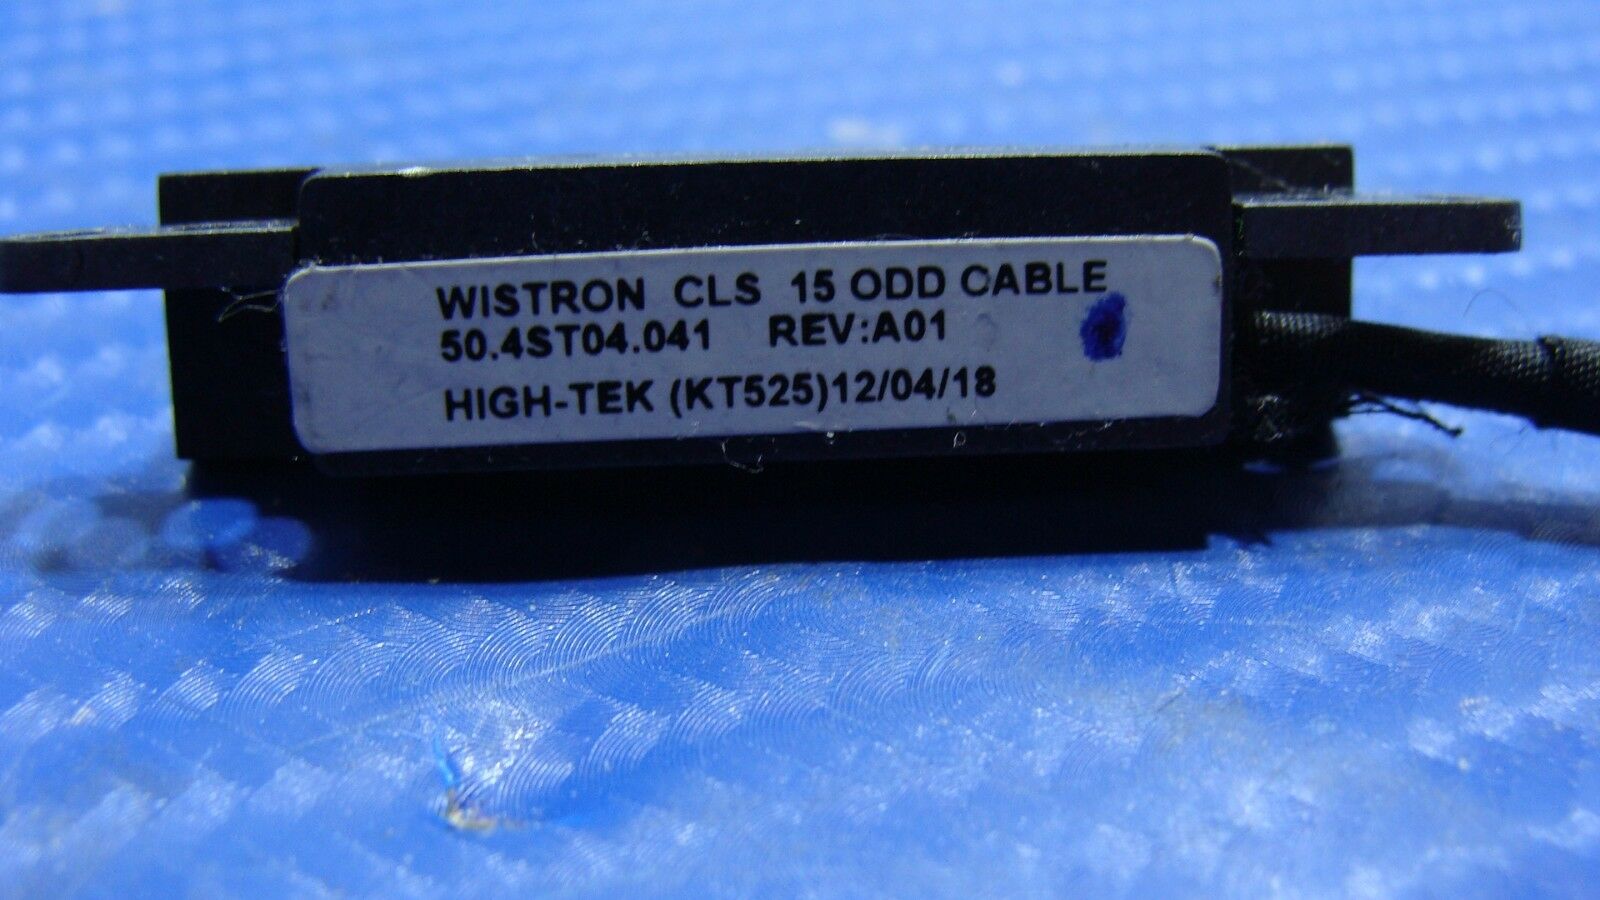 WISTRON CLS 15 ODD CABLE
50.4ST04.041 REV:A01
HIGH-TEK (KT525)12/04/18